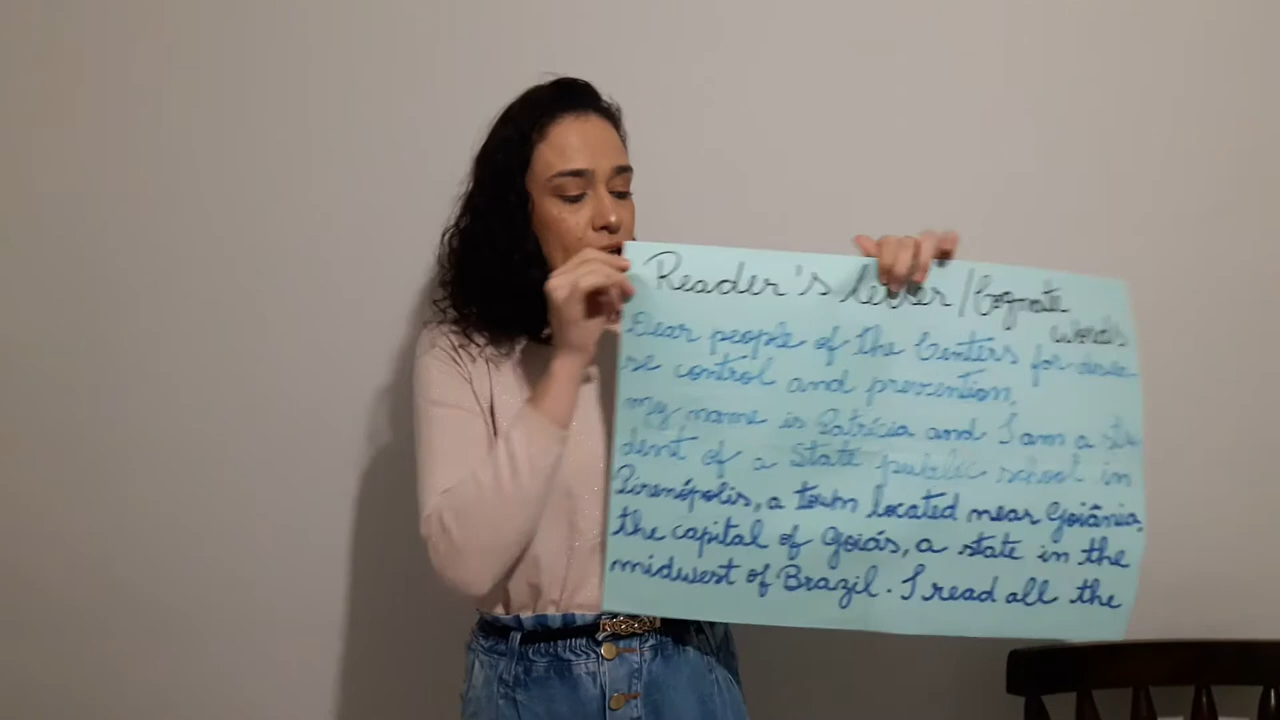 Reader's letter/Cognate
words
Dear people of the Centers for disea
se control and prevention,
my name is Patrícia and I am a stu
dent of a State public school in
Pirenópolis, a town located near Goiânia,
the capital of Goiás, a state in the
midwest of Brazil. I read all the